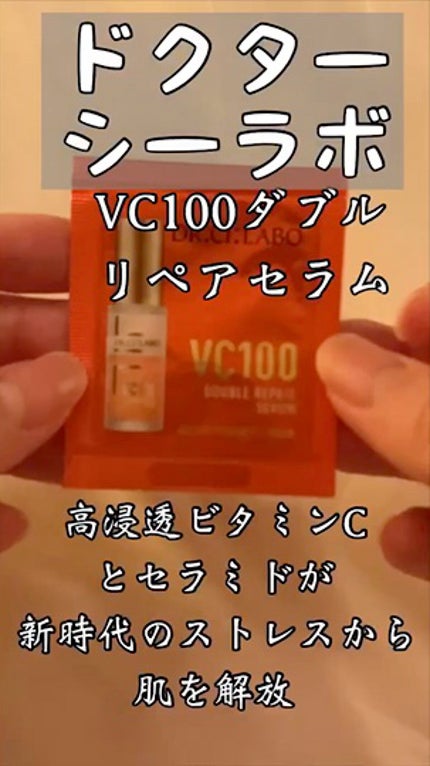 ドクター
シーラボ
VC100ダブル
DR.CI:LABO
リペアセラム
VC100
DOUBLE REPAIR
SERUM
高浸透ビタミンC
とセラミドが
新時代のストレスから
肌を解放